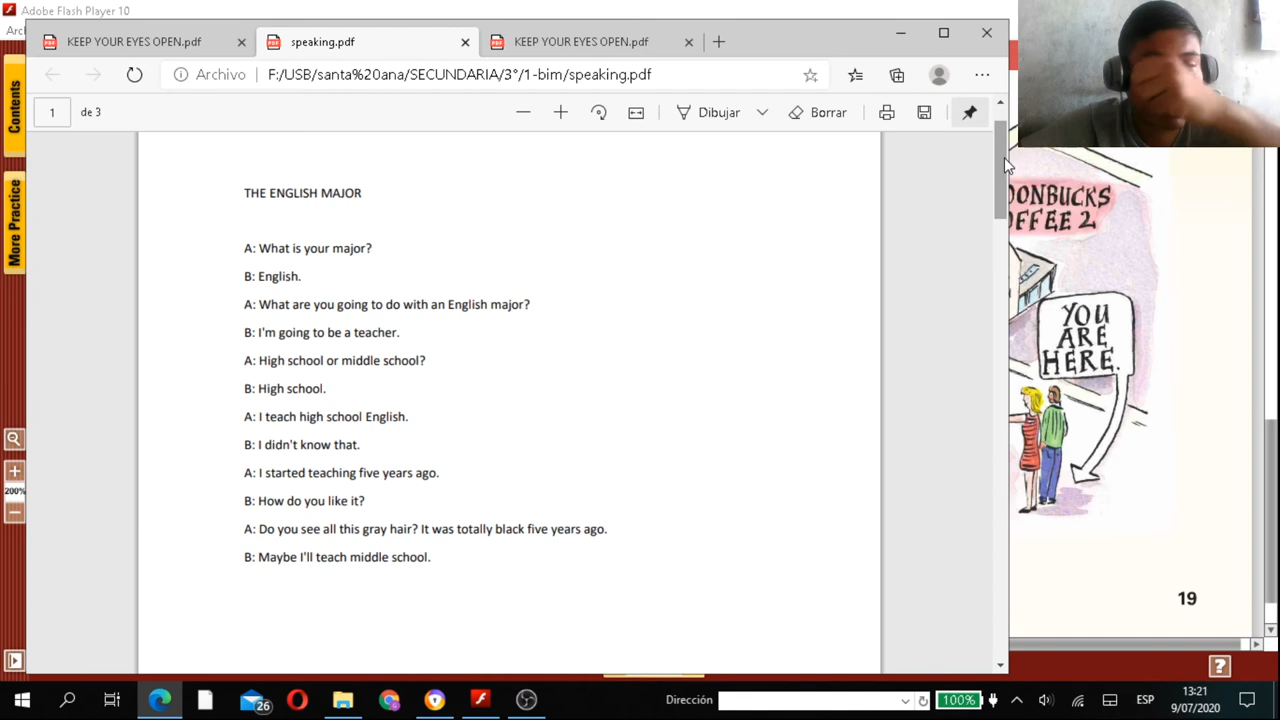 Adobe Flash Player 10
Arc
KEEP YOUR EYES OPEN.pdf
speaking.pdf
KEEP YOUR EYES OPEN.pdf
Archivo
F:/USB/santa%20ana/SECUNDARIA/3°/1-bim/speaking.pdf
1
de 3
Dibujar
Borrar
Contents
More Practice
200%
THE ENGLISH MAJOR
A: What is your major?
B: English.
A: What are you going to do with an English major?
B: I'm going to be a teacher.
A: High school or middle school?
B: High school.
A: I teach high school English.
B: I didn't know that.
A: I started teaching five years ago.
B: How do you like it?
A: Do you see all this gray hair? It was totally black five years ago.
B: Maybe I'll teach middle school.
OONBUCKS
OFFEE 2
YOU
ARE
HERE.
19
26
Dirección
100%
ESP
13:21
9/07/2020